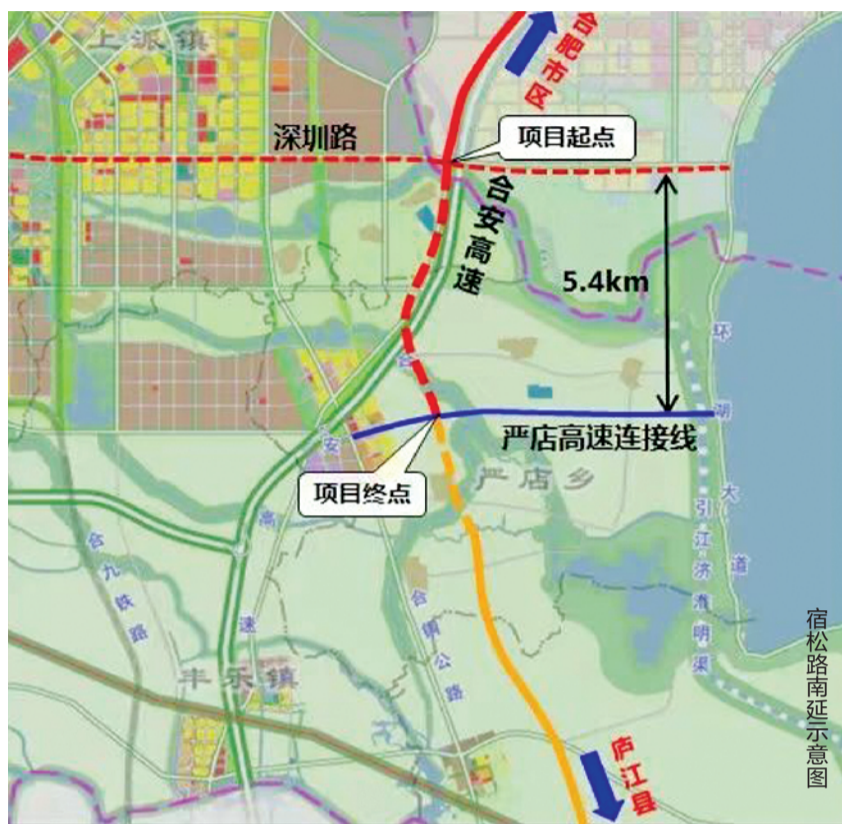 上派镇
合肥市区
深圳路
项目起点
合安高速
5.4km
环湖大道
合安高速
严店高速连接线
项目终点
严店乡
引江济淮明渠
合九铁路
合铜公路
丰乐镇
庐江县
宿松路南延示意图